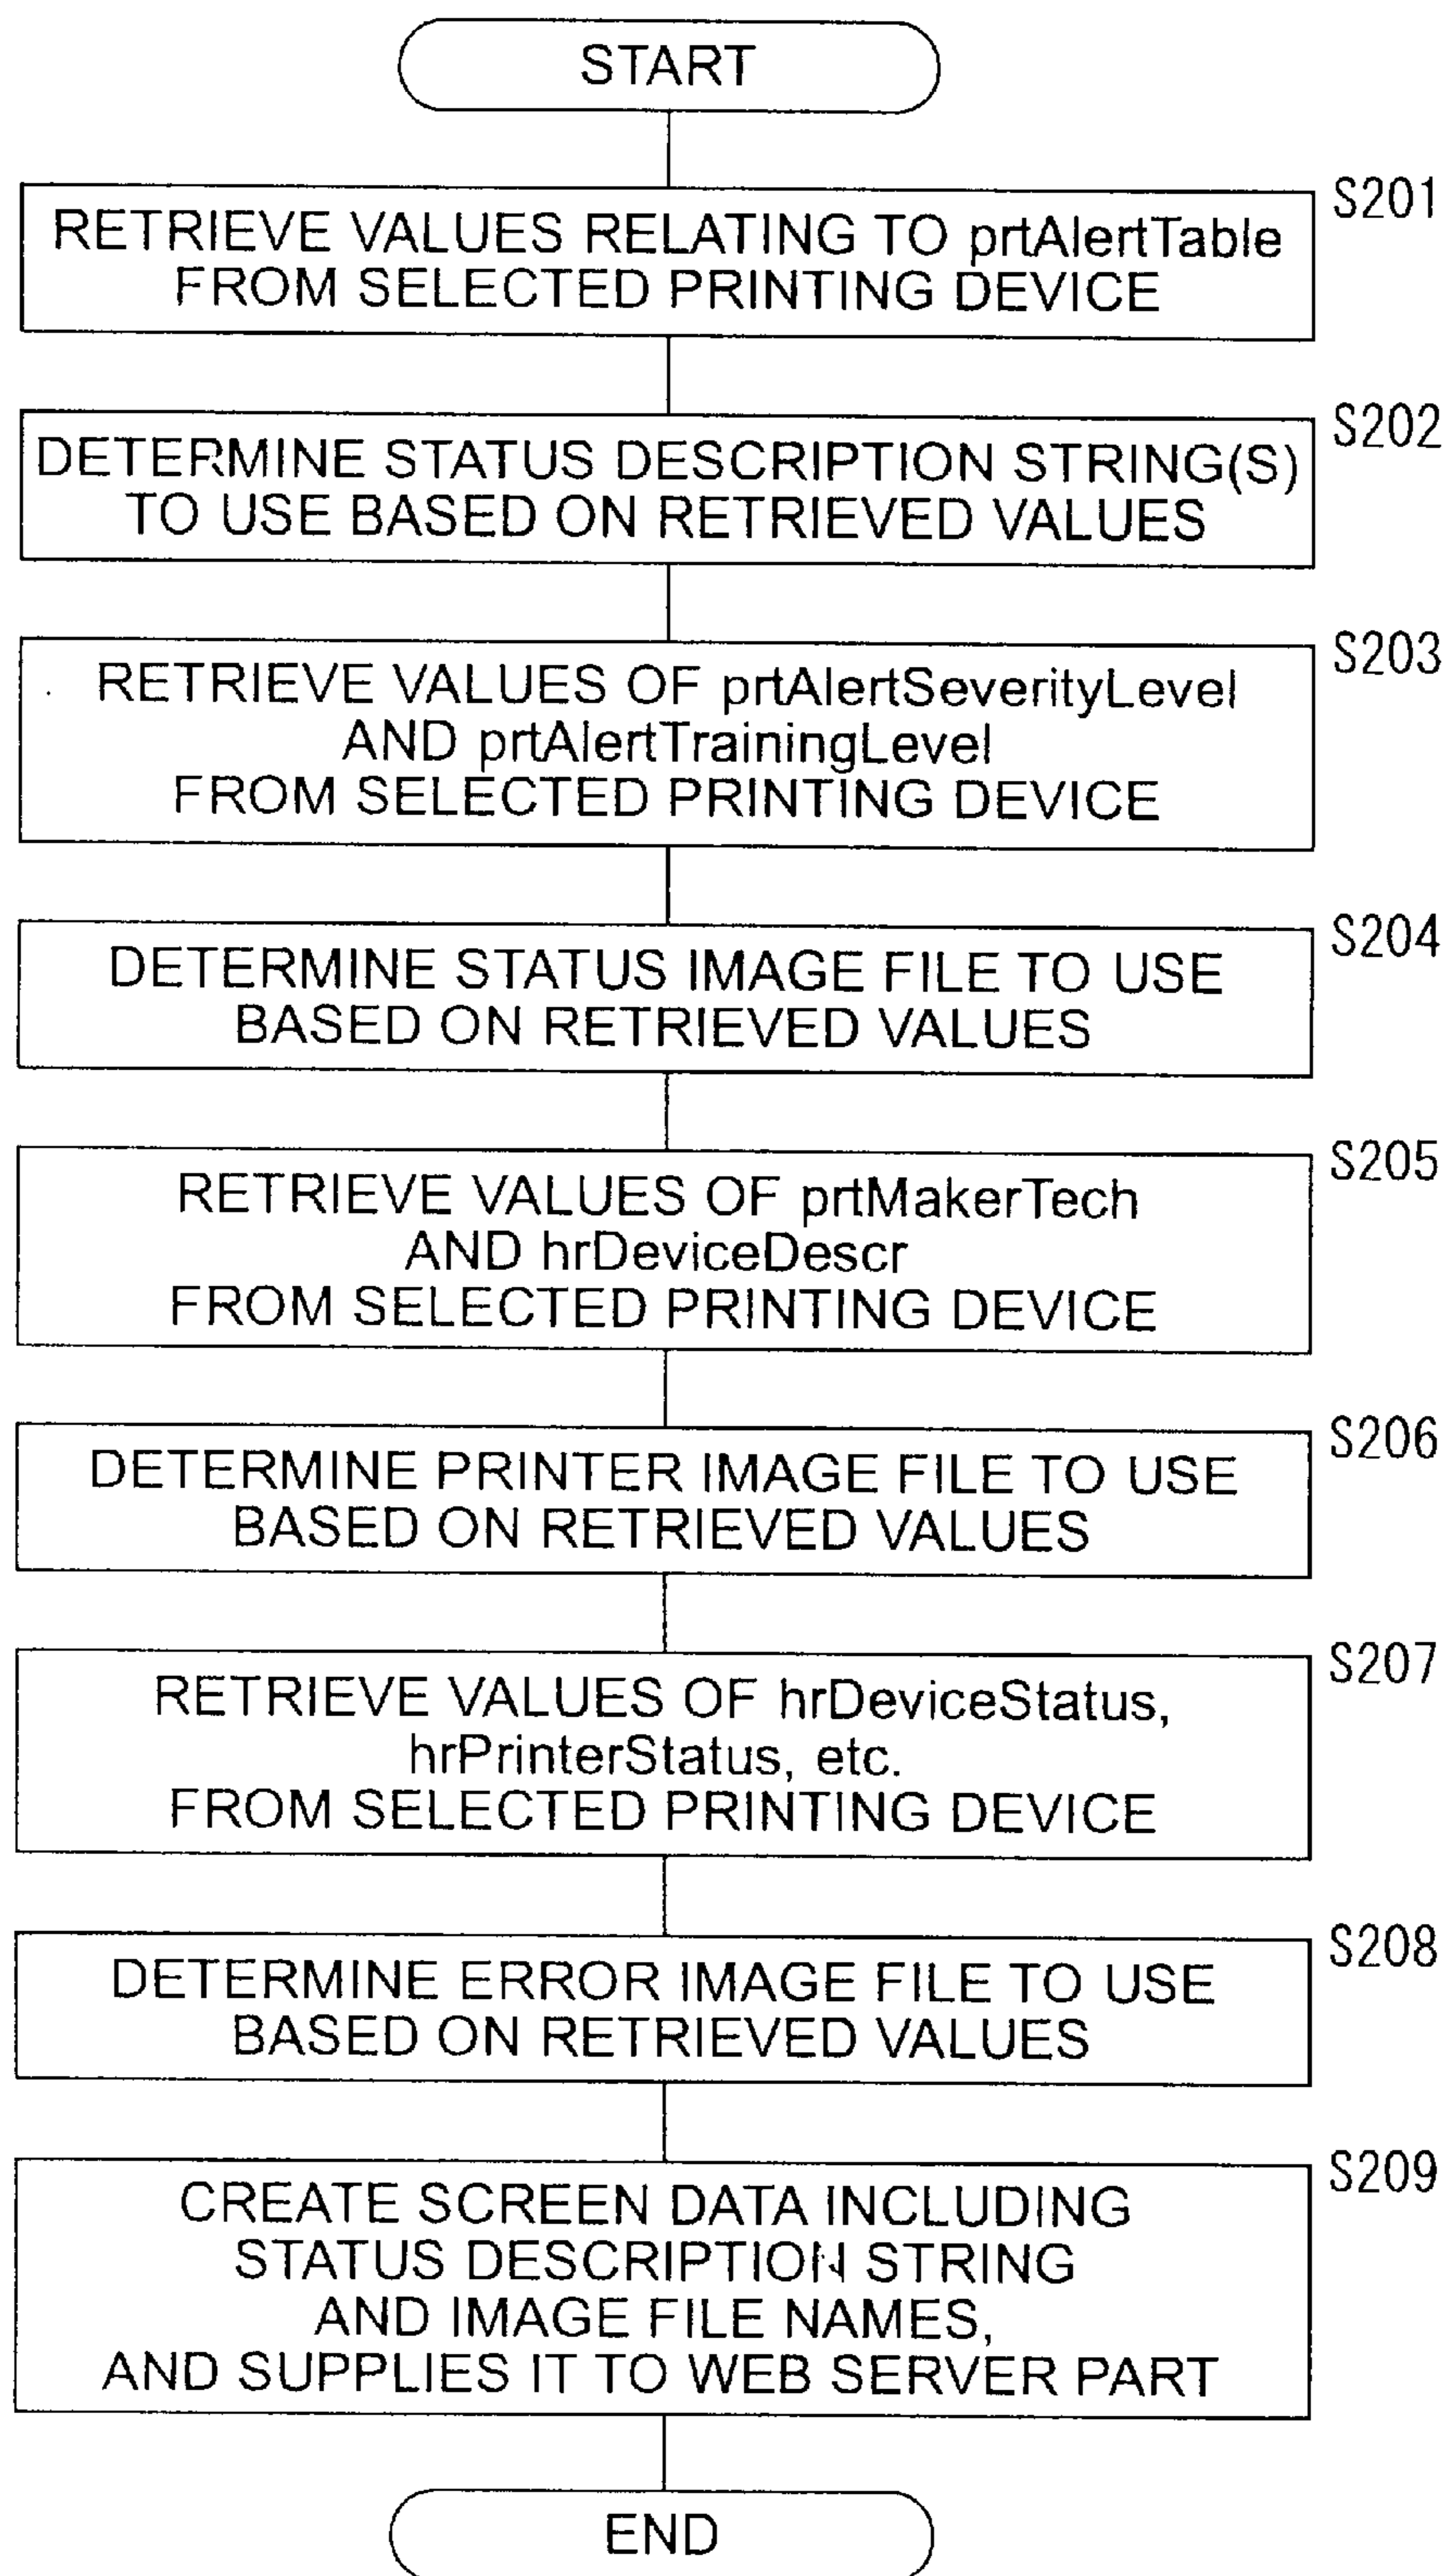 START
S201
RETRIEVE VALUES RELATING TO prtAlertTable
FROM SELECTED PRINTING DEVICE
S202
DETERMINE STATUS DESCRIPTION STRING(S)
TO USE BASED ON RETRIEVED VALUES
S203
RETRIEVE VALUES OF prtAlertSeverityLevel
AND prtAlertTrainingLevel
FROM SELECTED PRINTING DEVICE
S204
DETERMINE STATUS IMAGE FILE TO USE
BASED ON RETRIEVED VALUES
S205
RETRIEVE VALUES OF prtMakerTech
AND hrDeviceDescr
FROM SELECTED PRINTING DEVICE
S206
DETERMINE PRINTER IMAGE FILE TO USE
BASED ON RETRIEVED VALUES
S207
RETRIEVE VALUES OF hrDeviceStatus,
hrPrinterStatus, etc.
FROM SELECTED PRINTING DEVICE
S208
DETERMINE ERROR IMAGE FILE TO USE
BASED ON RETRIEVED VALUES
S209
CREATE SCREEN DATA INCLUDING
STATUS DESCRIPTION STRING
AND IMAGE FILE NAMES,
AND SUPPLIES IT TO WEB SERVER PART
END